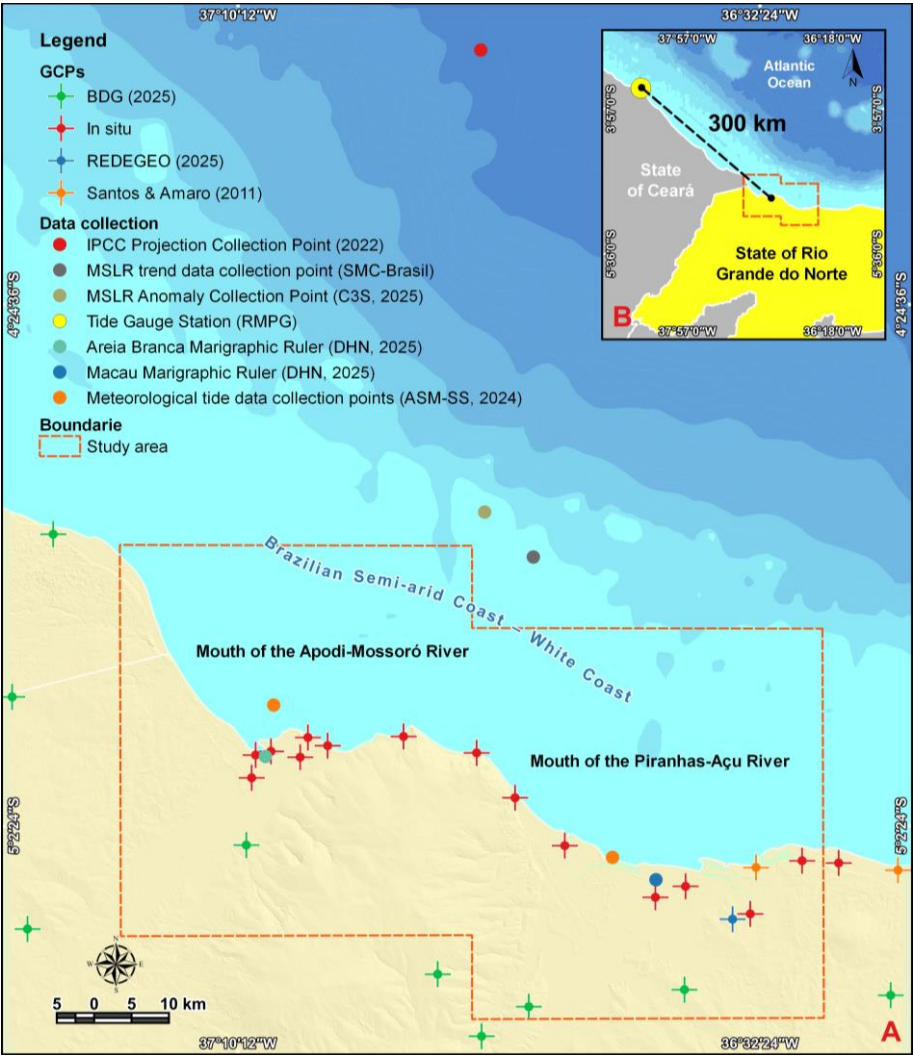 37°10'12"W
36°32'24"W
Legend
GCPs
BDG (2025)
In situ
REDEGEO (2025)
Santos & Amaro (2011)
Data collection
IPCC Projection Collection Point (2022)
MSLR trend data collection point (SMC-Brasil)
MSLR Anomaly Collection Point (C3S, 2025)
Tide Gauge Station (RMPG)
Areia Branca Marigraphic Ruler (DHN, 2025)
Macau Marigraphic Ruler (DHN, 2025)
Meteorological tide data collection points (ASM-SS, 2024)
Boundarie
Study area
37°57'0"W
36°18'0"W
Atlantic
Ocean
N
3°57'0"S
3°57'0"S
300 km
State
of Ceará
State of Rio
Grande do Norte
5°36'0"S
5°36'0"S
B
37°57'0"W
36°18'0"W
4°24'36"S
4°24'36"S
Brazilian Semi-arid Coast – White Coast
Mouth of the Apodi-Mossoró River
Mouth of the Piranhas-Açu River
5°2'24"S
5°2'24"S
N
W E
S
5 0 5 10 km
A
37°10'12"W
36°32'24"W